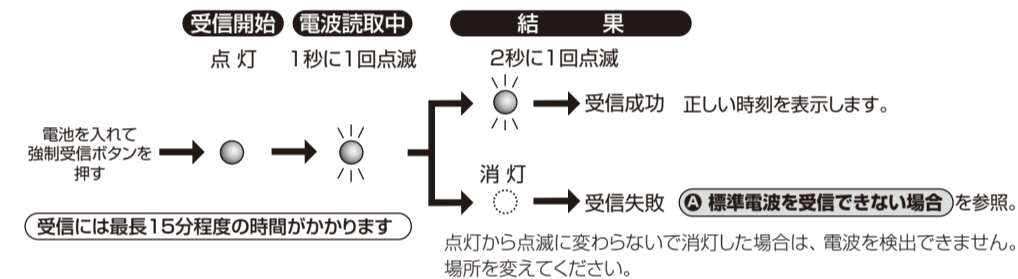 受信開始 電波読取中 結果
点灯 1秒に1回点滅 2秒に1回点滅
受信成功 正しい時刻を表示します。
電池を入れて
強制受信ボタンを
押す
消灯
受信失敗 Ⓐ 標準電波を受信できない場合を参照。
受信には最長15分程度の時間がかかります
点灯から点滅に変わらないで消灯した場合は、電波を検出できません。
場所を変えてください。